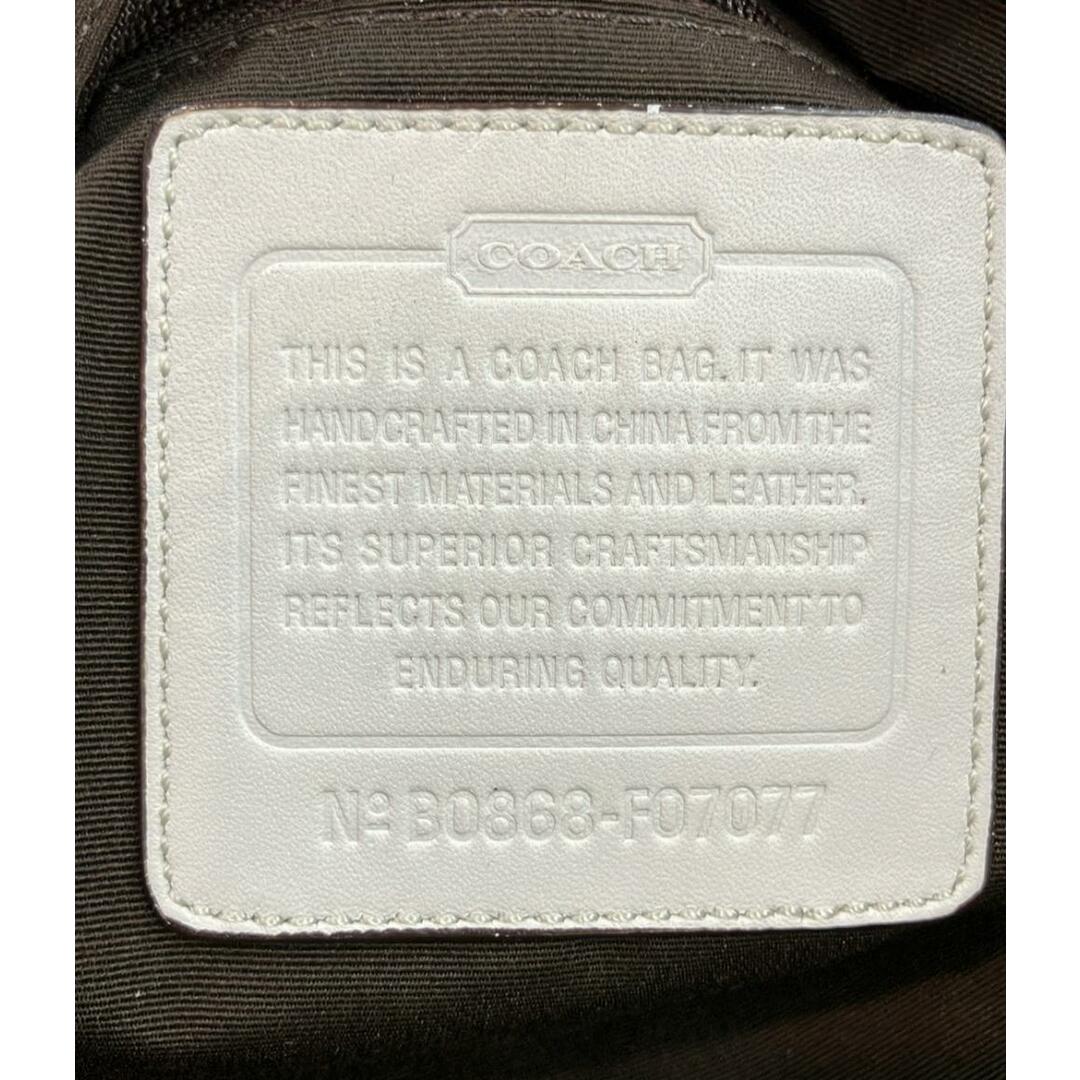 COACH
THIS IS A COACH BAG. IT WAS
HANDCRAFTED IN CHINA FROM THE
FINEST MATERIALS AND LEATHER.
ITS SUPERIOR CRAFTSMANSHIP
REFLECTS OUR COMMITMENT TO
ENDURING QUALITY.
Nº B0868-F07077